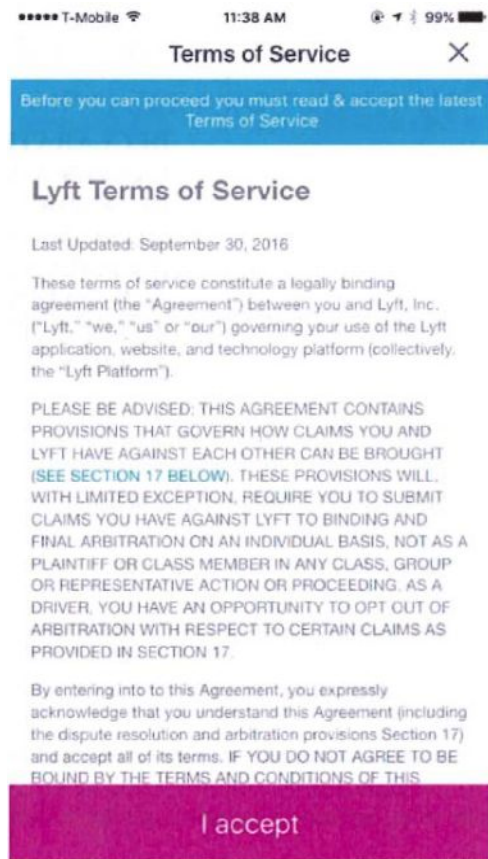 T-Mobile 11:38 AM 99%
Terms of Service
Before you can proceed you must read & accept the latest
Terms of Service
Lyft Terms of Service
Last Updated: September 30, 2016
These terms of service constitute a legally binding
agreement (the “Agreement”) between you and Lyft, Inc.
(“Lyft,” “we,” “us” or “our”) governing your use of the Lyft
application, website, and technology platform (collectively,
the “Lyft Platform”).
PLEASE BE ADVISED: THIS AGREEMENT CONTAINS
PROVISIONS THAT GOVERN HOW CLAIMS YOU AND
LYFT HAVE AGAINST EACH OTHER CAN BE BROUGHT
(SEE SECTION 17 BELOW). THESE PROVISIONS WILL,
WITH LIMITED EXCEPTION, REQUIRE YOU TO SUBMIT
CLAIMS YOU HAVE AGAINST LYFT TO BINDING AND
FINAL ARBITRATION ON AN INDIVIDUAL BASIS, NOT AS A
PLAINTIFF OR CLASS MEMBER IN ANY CLASS, GROUP
OR REPRESENTATIVE ACTION OR PROCEEDING. AS A
DRIVER, YOU HAVE AN OPPORTUNITY TO OPT OUT OF
ARBITRATION WITH RESPECT TO CERTAIN CLAIMS AS
PROVIDED IN SECTION 17.
By entering into to this Agreement, you expressly
acknowledge that you understand this Agreement (including
the dispute resolution and arbitration provisions Section 17)
and accept all of its terms. IF YOU DO NOT AGREE TO BE
BOUND BY THE TERMS AND CONDITIONS OF THIS
I accept